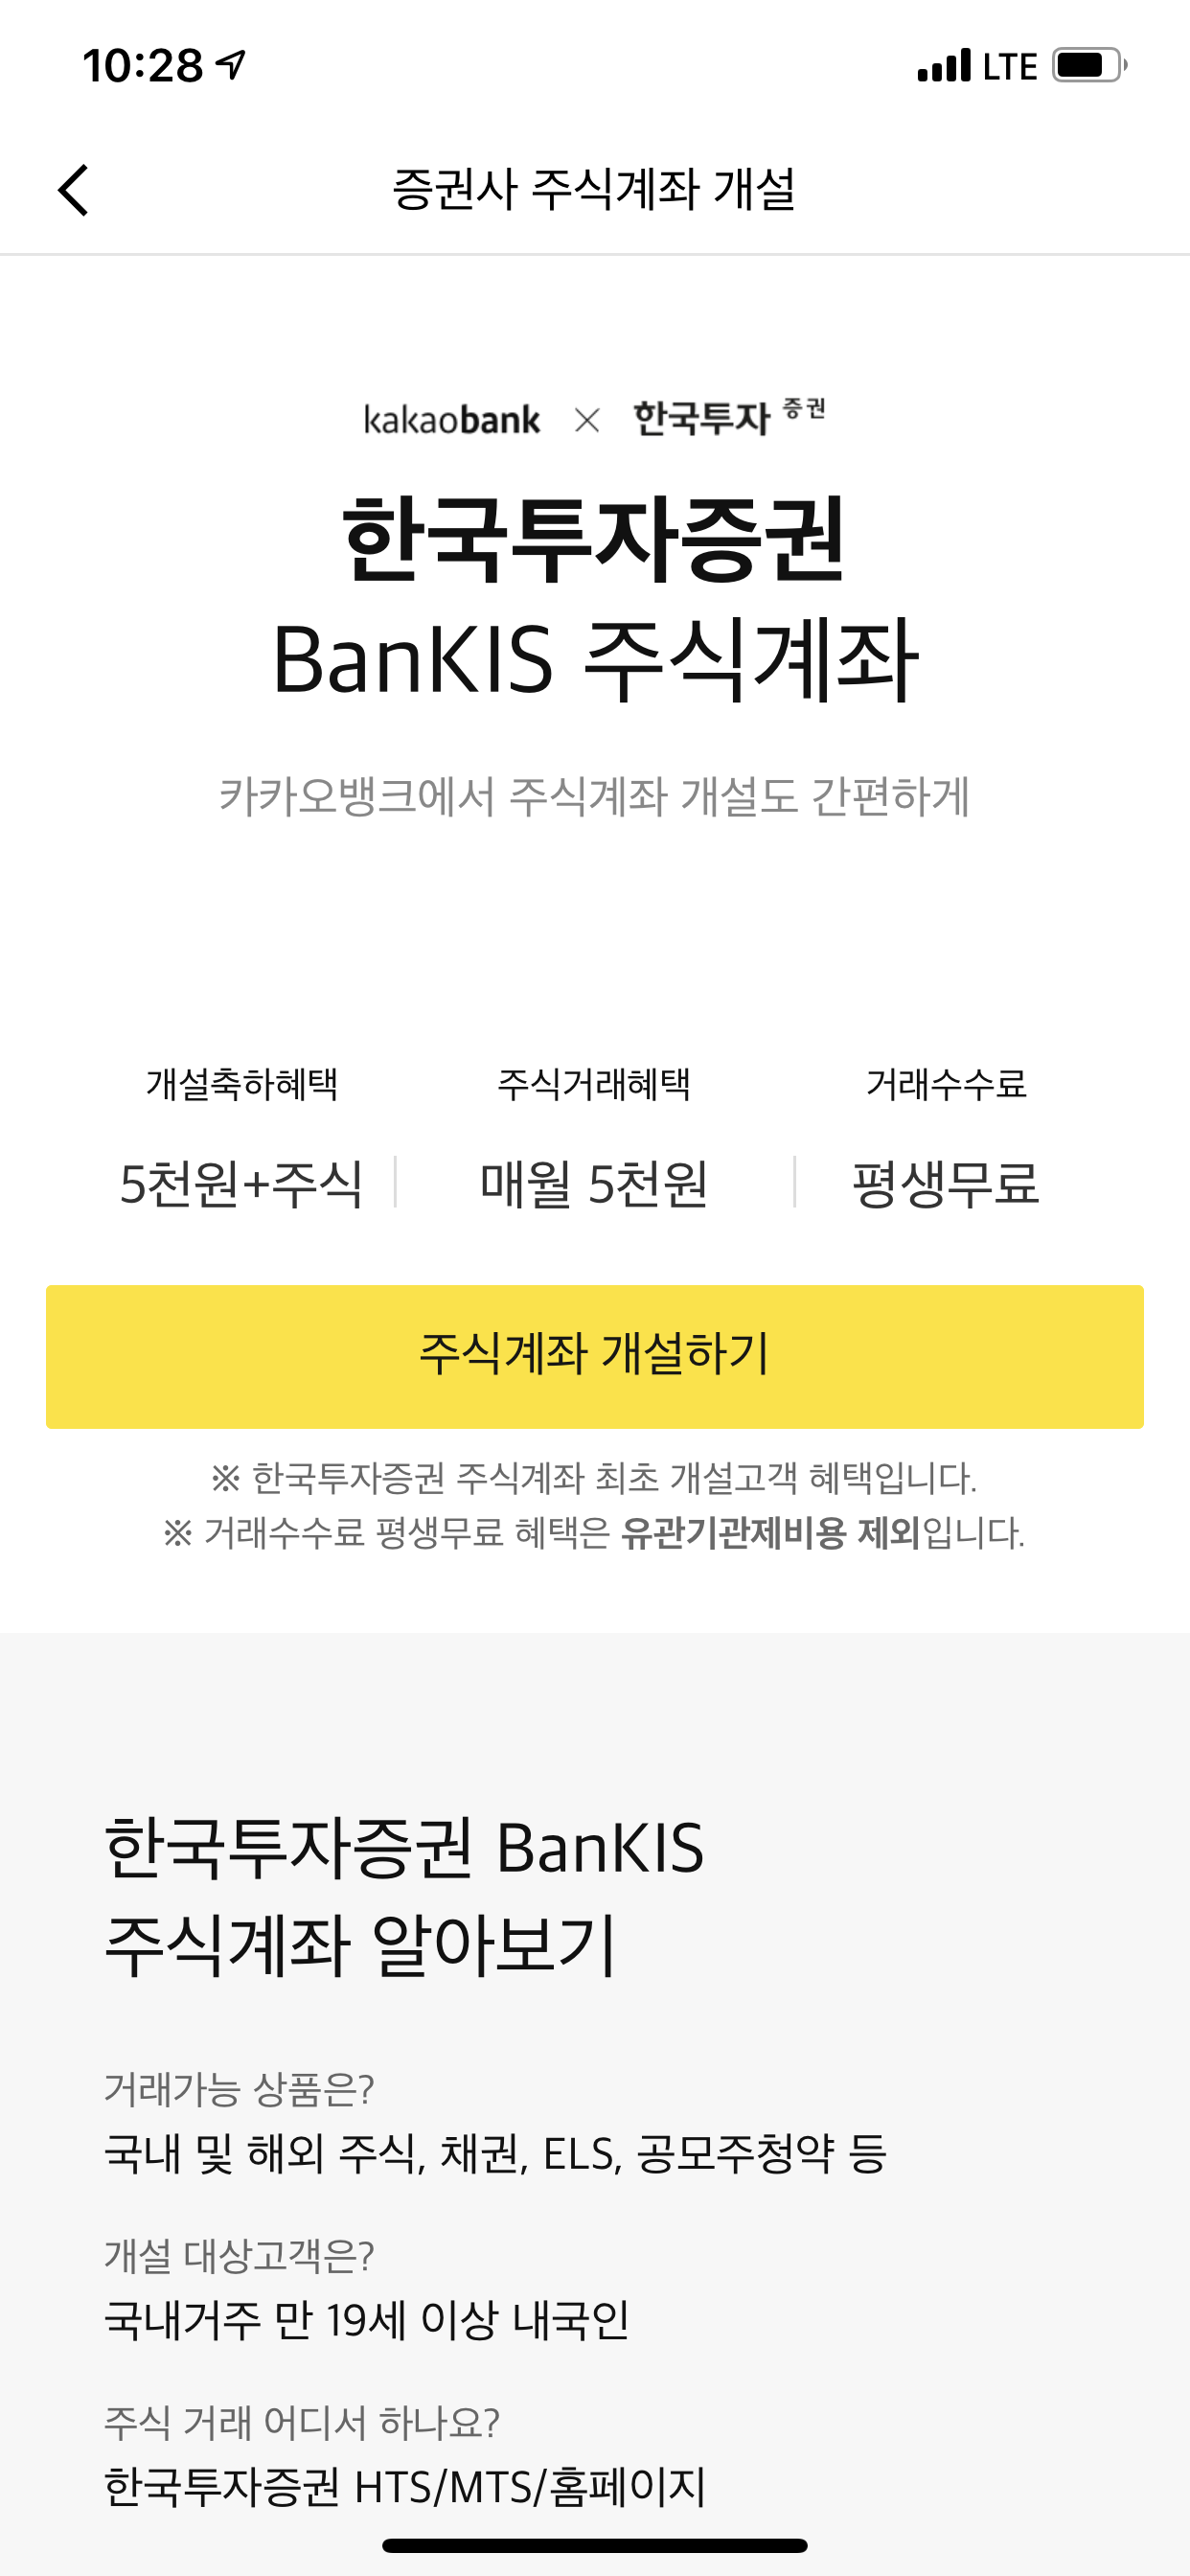 10:28
LTE
증권사 주식계좌 개설
kakaobank × 한국투자 증권
한국투자증권
BanKIS 주식계좌
카카오뱅크에서 주식계좌 개설도 간편하게
개설축하혜택
5천원+주식
주식거래혜택
매월 5천원
거래수수료
평생무료
주식계좌 개설하기
※ 한국투자증권 주식계좌 최초 개설고객 혜택입니다.
※ 거래수수료 평생무료 혜택은 유관기관제비용 제외입니다.
한국투자증권 BanKIS
주식계좌 알아보기
거래가능 상품은?
국내 및 해외 주식, 채권, ELS, 공모주청약 등
개설 대상고객은?
국내거주 만 19세 이상 내국인
주식 거래 어디서 하나요?
한국투자증권 HTS/MTS/홈페이지